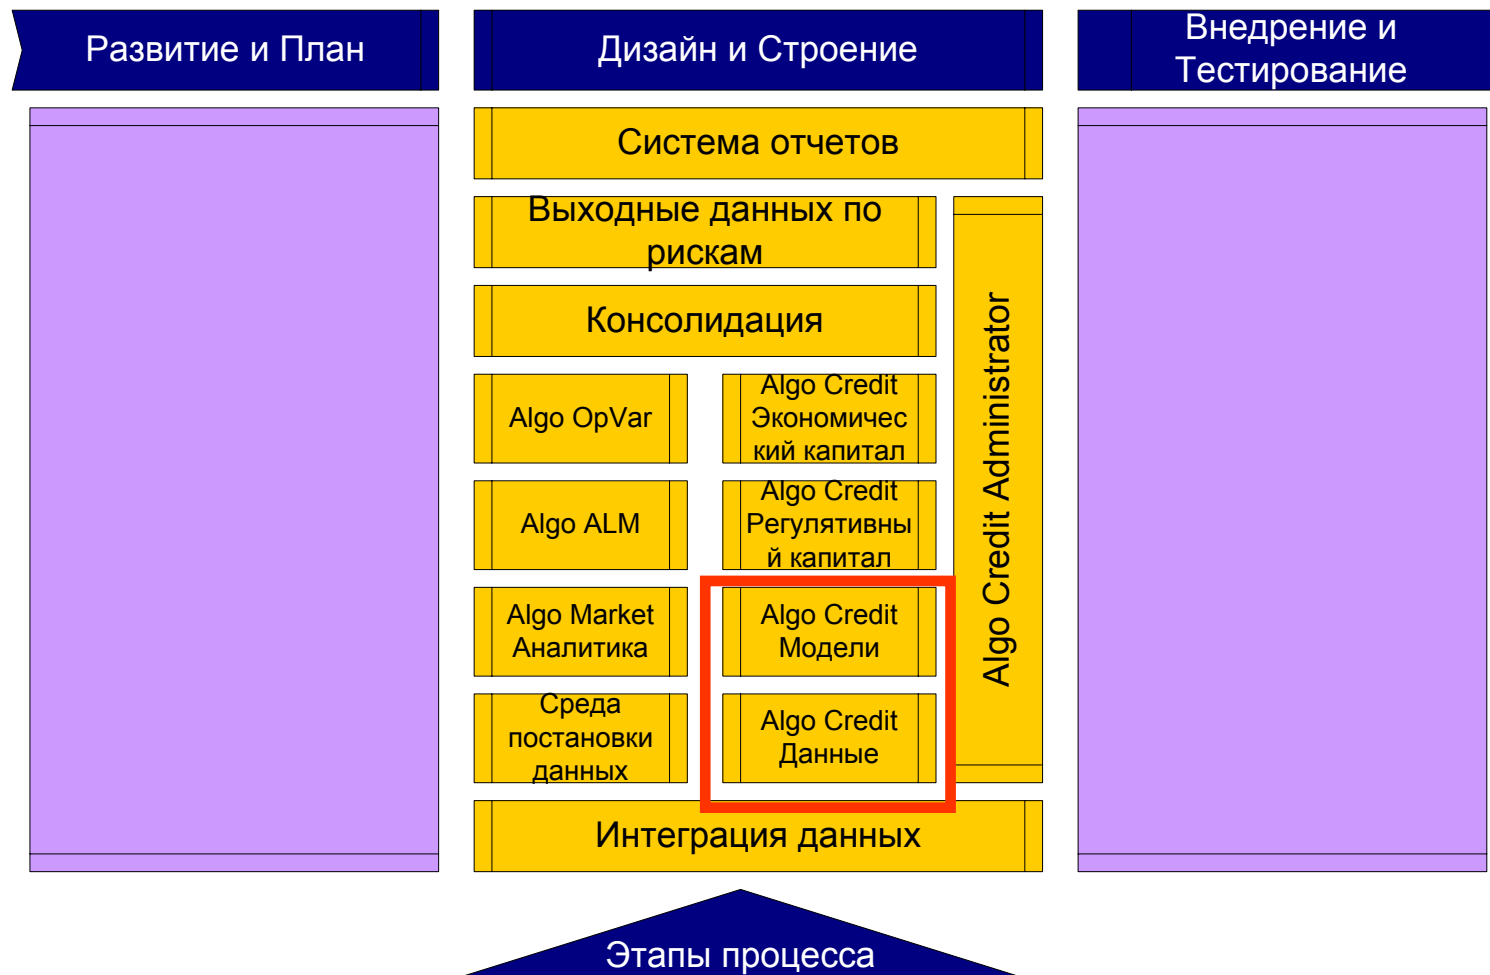 Развитие и План
Дизайн и Строение
Внедрение и
Тестирование
Система отчетов
Выходные данных по
рискам
Консолидация
Algo OpVar
Algo Credit
Экономичес
кий капитал
Algo ALM
Algo Credit
Регулятивны
й капитал
Algo Market
Аналитика
Algo Credit
Модели
Среда
постановки
данных
Algo Credit
Данные
Algo Credit Administrator
Интеграция данных
Этапы процесса